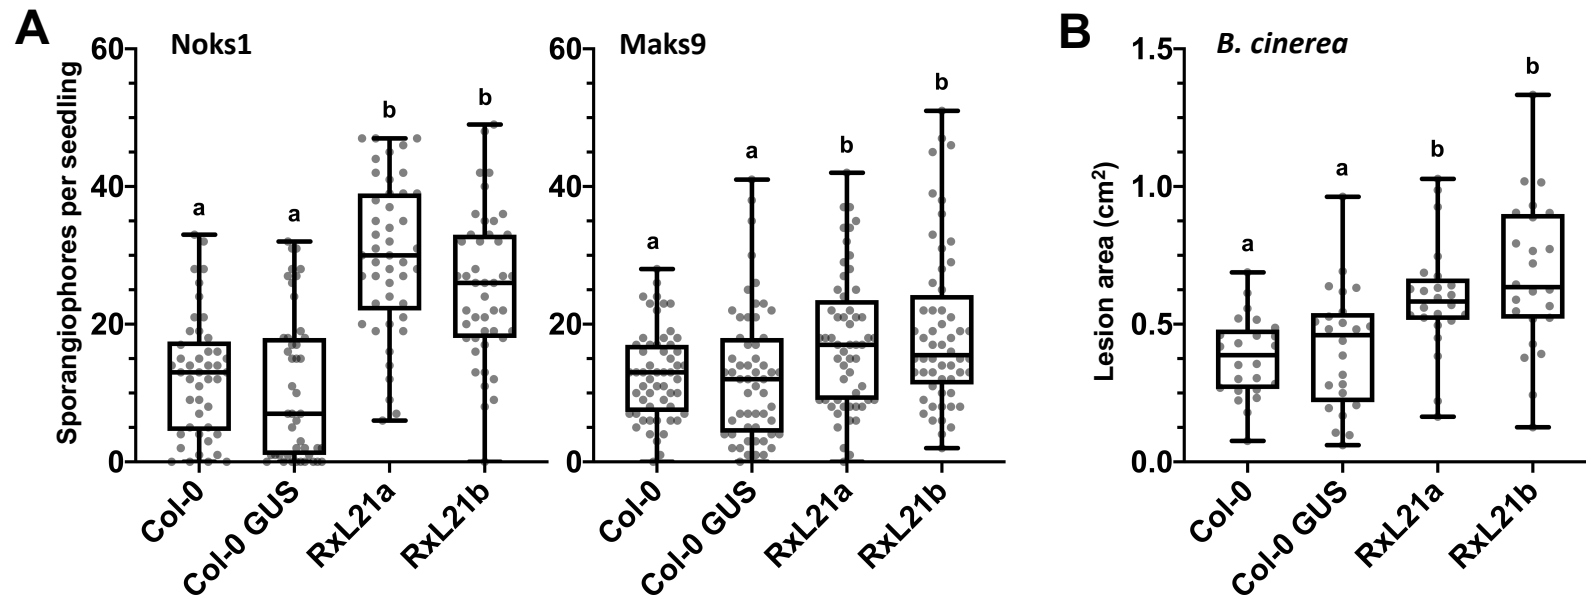 A
Noks1
Sporangiophores per seedling
60
40
20
0
a
a
b
b
Col-0
Col-0 GUS
RxL21a
RxL21b
Maks9
60
40
20
0
a
a
b
b
Col-0
Col-0 GUS
RxL21a
RxL21b
B
B. cinerea
Lesion area (cm²)
1.5
1.0
0.5
0.0
a
a
b
b
Col-0
Col-0 GUS
RxL21a
RxL21b